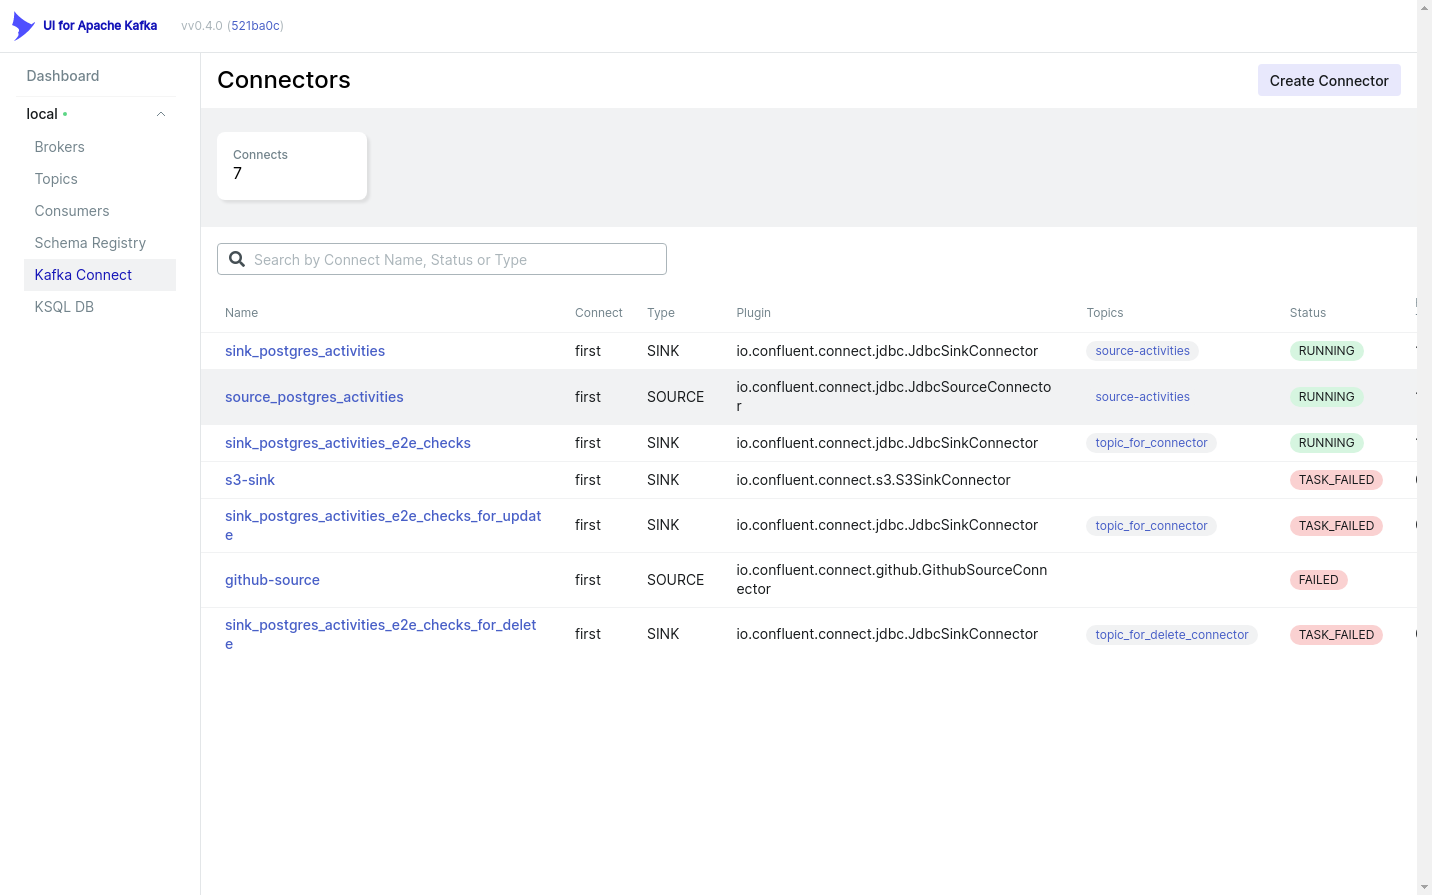 UI for Apache Kafka vv0.4.0 (521ba0c)
Dashboard
local
Brokers
Topics
Consumers
Schema Registry
Kafka Connect
KSQL DB
Connectors
Create Connector
Connects
7
Search by Connect Name, Status or Type
Name Connect Type Plugin Topics Status
sink_postgres_activities first SINK io.confluent.connect.jdbc.JdbcSinkConnector source-activities RUNNING
source_postgres_activities first SOURCE io.confluent.connect.jdbc.JdbcSourceConnecto
r source-activities RUNNING
sink_postgres_activities_e2e_checks first SINK io.confluent.connect.jdbc.JdbcSinkConnector topic_for_connector RUNNING
s3-sink first SINK io.confluent.connect.s3.S3SinkConnector TASK_FAILED
sink_postgres_activities_e2e_checks_for_updat
e first SINK io.confluent.connect.jdbc.JdbcSinkConnector topic_for_connector TASK_FAILED
github-source first SOURCE io.confluent.connect.github.GithubSourceConn
ector FAILED
sink_postgres_activities_e2e_checks_for_delet
e first SINK io.confluent.connect.jdbc.JdbcSinkConnector topic_for_delete_connector TASK_FAILED